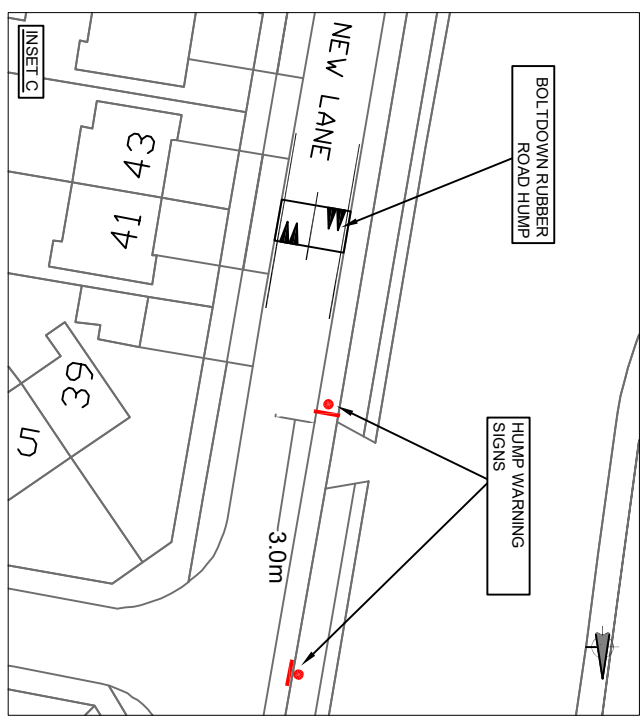 BOLTDOWN RUBBER
ROAD HUMP
HUMP WARNING
SIGNS
NEW LANE
3.0m
43
41
39
5
INSET C